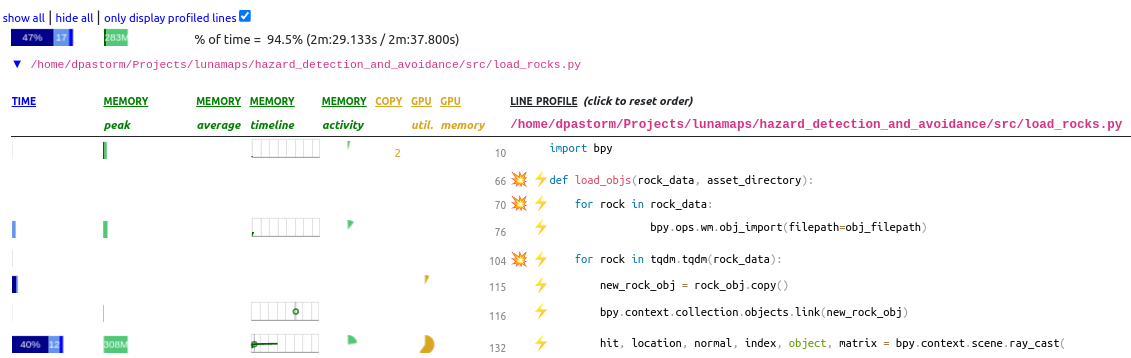 show all | hide all | only display profiled lines
47% 17 283M % of time = 94.5% (2m:29.133s / 2m:37.800s)
▼ /home/dpastorm/Projects/lunamaps/hazard_detection_and_avoidance/src/load_rocks.py
TIME MEMORY MEMORY MEMORY MEMORY COPY GPU GPU LINE PROFILE (click to reset order)
peak average timeline activity util. memory /home/dpastorm/Projects/lunamaps/hazard_detection_and_avoidance/src/load_rocks.py
2 10 import bpy
66 💥 ⚡ def load_objs(rock_data, asset_directory):
70 💥 ⚡ for rock in rock_data:
76 ⚡ bpy.ops.wm.obj_import(filepath=obj_filepath)
104 💥 ⚡ for rock in tqdm.tqdm(rock_data):
115 ⚡ new_rock_obj = rock_obj.copy()
116 ⚡ bpy.context.collection.objects.link(new_rock_obj)
40% 12 308M 132 ⚡ hit, location, normal, index, object, matrix = bpy.context.scene.ray_cast(